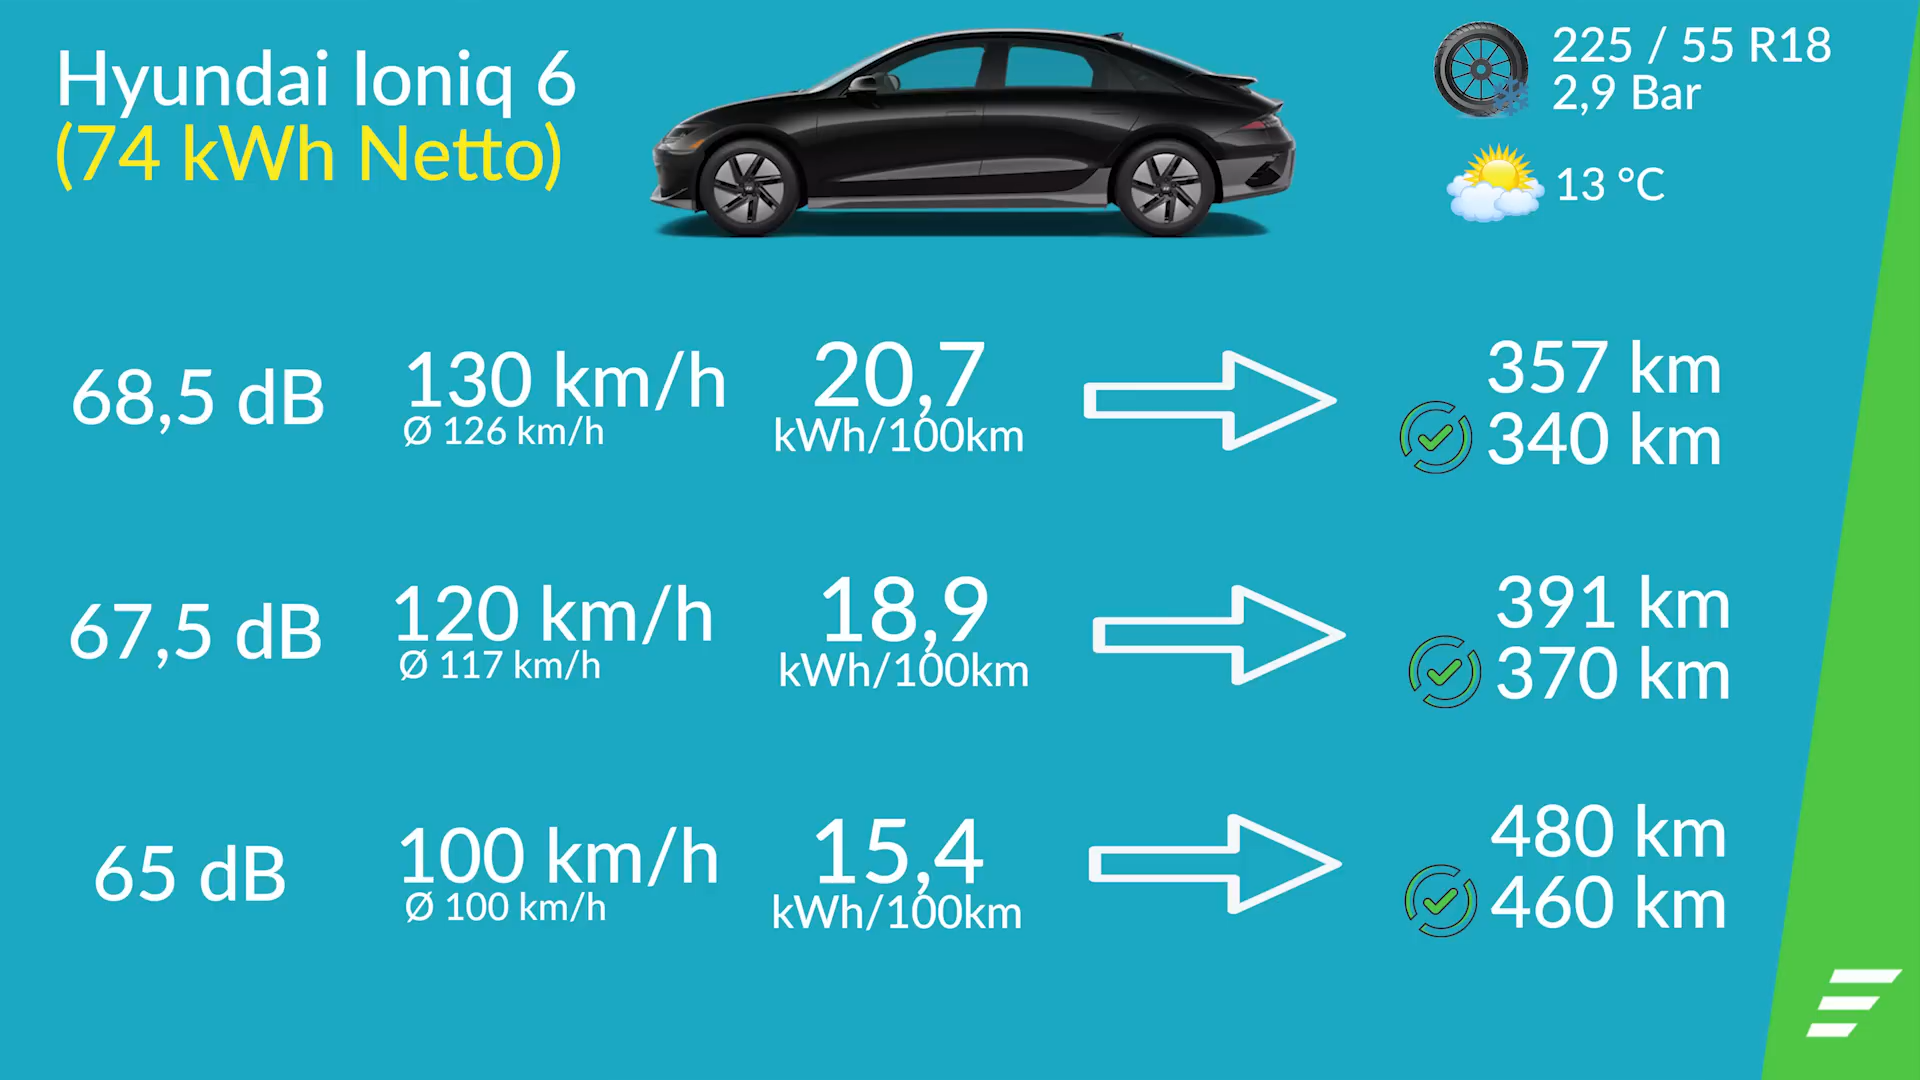 Hyundai Ioniq 6
(74 kWh Netto)
225 / 55 R18
2,9 Bar
13 °C
68,5 dB
130 km/h
Ø 126 km/h
20,7
kWh/100km
357 km
340 km
67,5 dB
120 km/h
Ø 117 km/h
18,9
kWh/100km
391 km
370 km
65 dB
100 km/h
Ø 100 km/h
15,4
kWh/100km
480 km
460 km